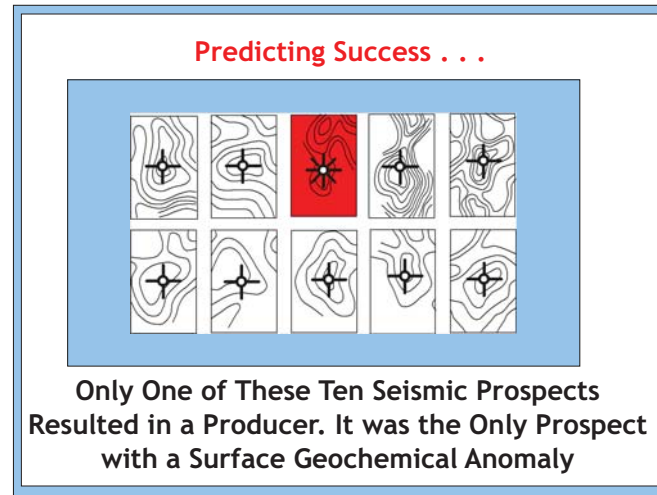 Predicting Success . . .
Only One of These Ten Seismic Prospects
Resulted in a Producer. It was the Only Prospect
with a Surface Geochemical Anomaly